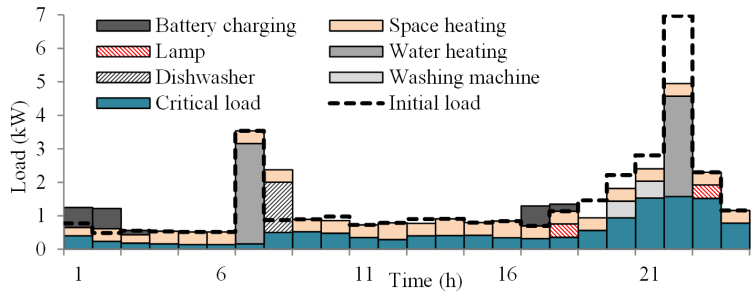 7
6
5
4
3
2
1
0
Load (kW)
Battery charging
Space heating
Lamp
Water heating
Dishwasher
Washing machine
Critical load
Initial load
1
6
11
16
21
Time (h)